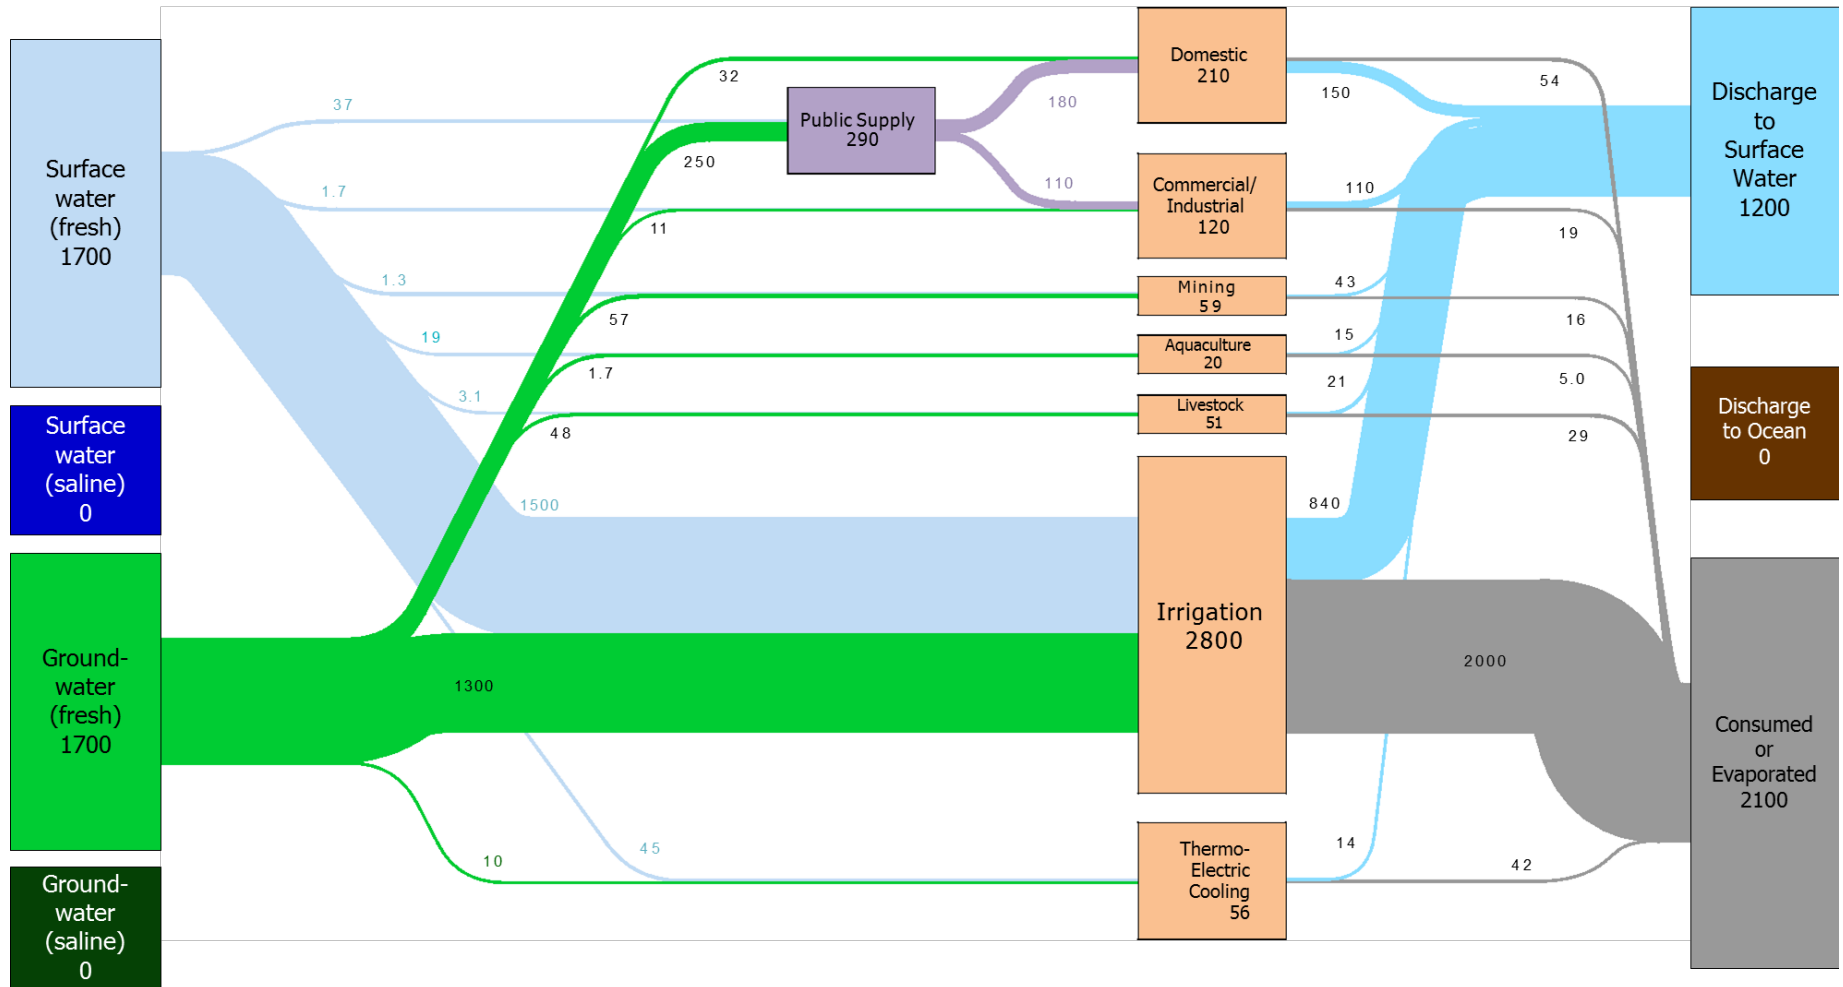 Surface
water
(fresh)
1700
Surface
water
(saline)
0
Ground-
water
(fresh)
1700
Ground-
water
(saline)
0
37
1.7
1.3
19
3.1
1500
45
32
250
11
57
1.7
48
1300
10
Public Supply
290
180
110
Domestic
210
Commercial/
Industrial
120
Mining
59
Aquaculture
20
Livestock
51
Irrigation
2800
Thermo-
Electric
Cooling
56
150
110
43
15
21
840
14
54
19
16
5.0
29
2000
42
Discharge
to
Surface
Water
1200
Discharge
to Ocean
0
Consumed
or
Evaporated
2100